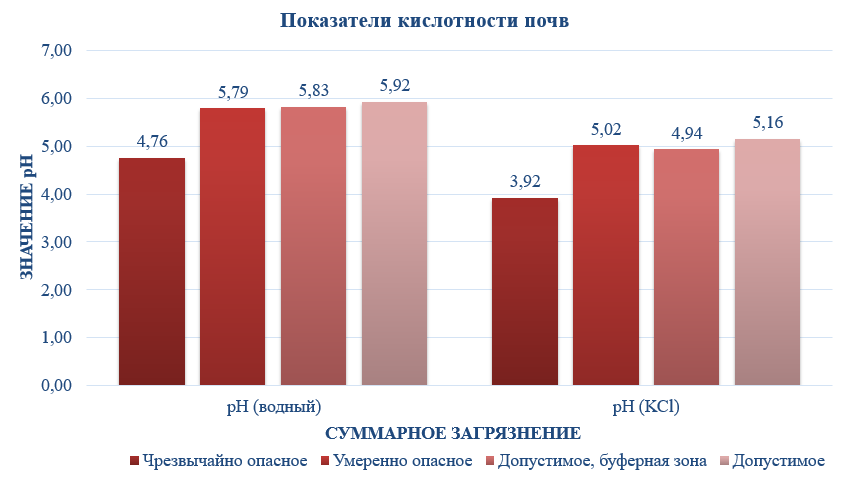 Показатели кислотности почв
7,00
6,00
5,00
4,00
3,00
2,00
1,00
0,00
ЗНАЧЕНИЕ pH
4,76
5,79
5,83
5,92
3,92
5,02
4,94
5,16
pH (водный)
pH (KCl)
СУММАРНОЕ ЗАГРЯЗНЕНИЕ
Чрезвычайно опасное
Умеренно опасное
Допустимое, буферная зона
Допустимое